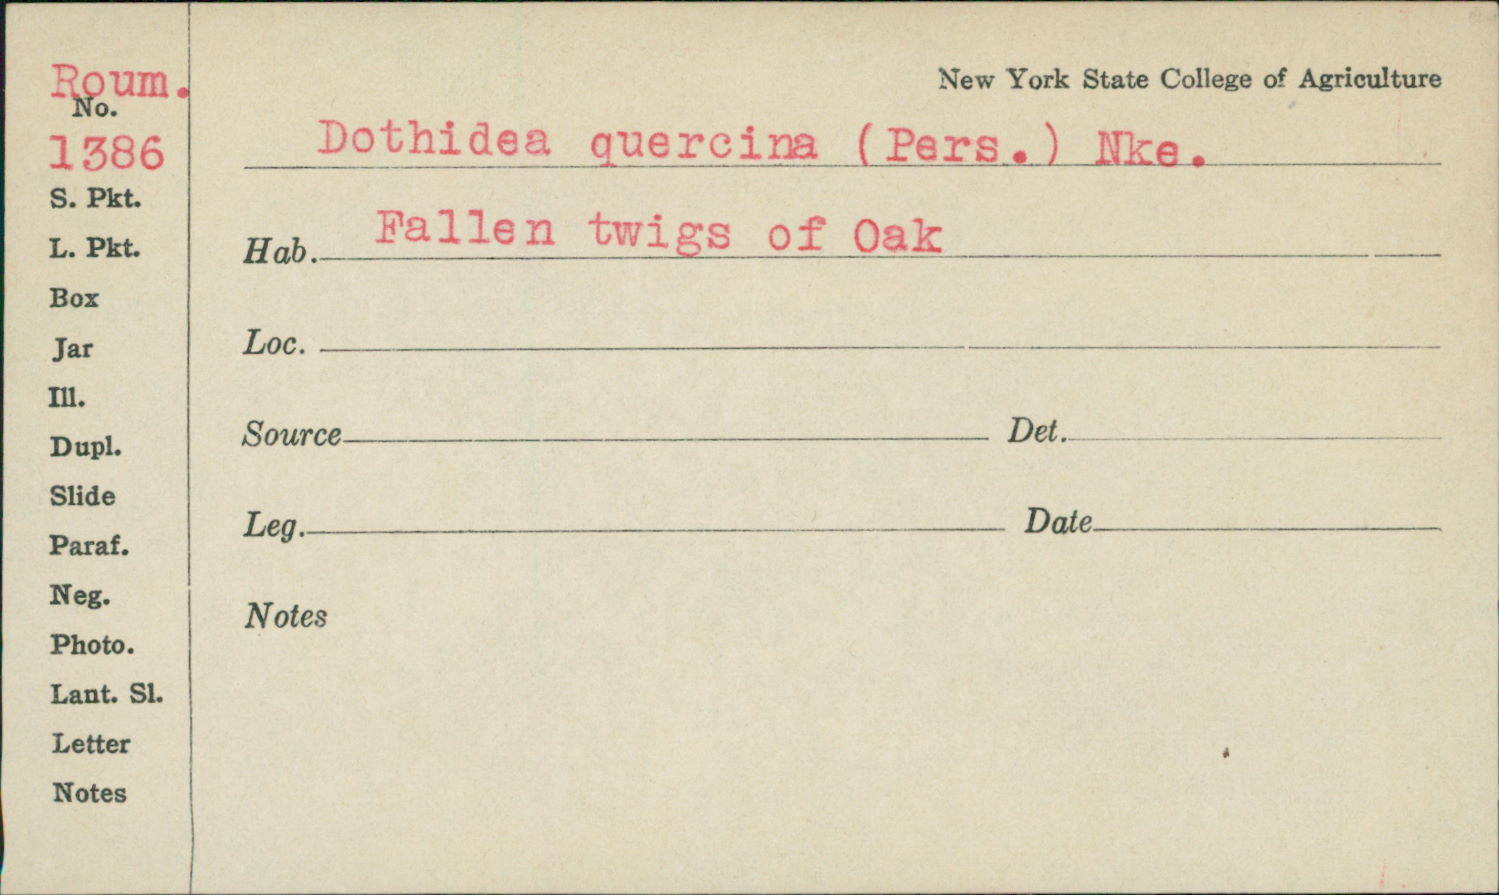 Roum.
No.
1386
S. Pkt.
L. Pkt.
Box
Jar
Ill.
Dupl.
Slide
Paraf.
Neg.
Photo.
Lant. Sl.
Letter
Notes
New York State College of Agriculture
Dothidea quercina (Pers.) Nke.
Hab. Fallen twigs of Oak
Loc.
Source Det.
Leg. Date
Notes